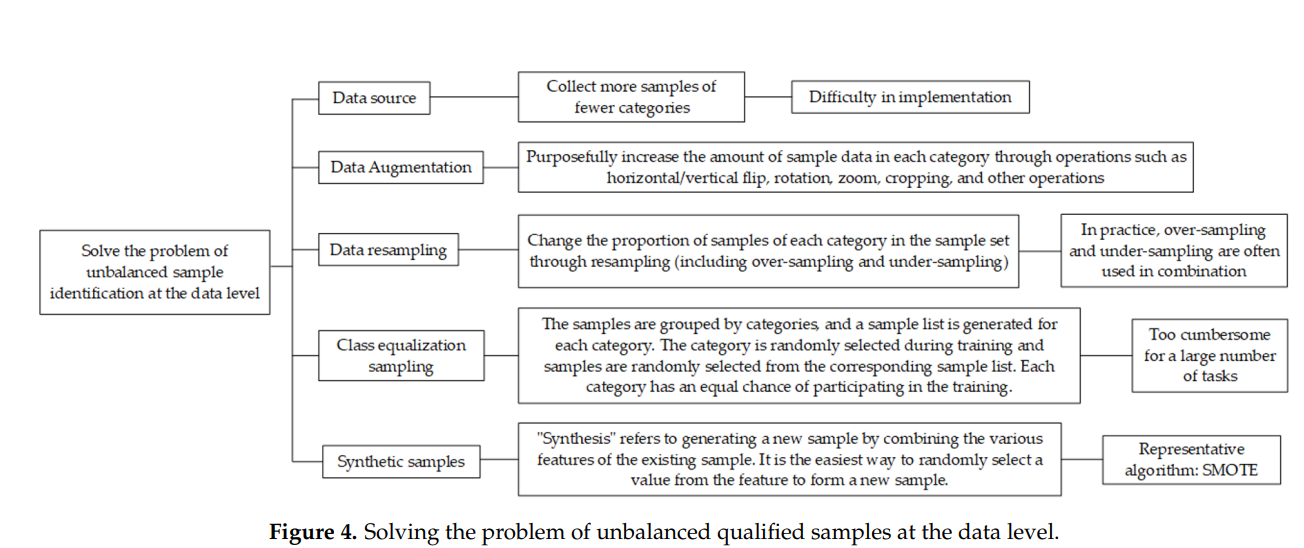 Data source
Collect more samples of
fewer categories
Difficulty in implementation
Data Augmentation
Purposefully increase the amount of sample data in each category through operations such as
horizontal/vertical flip, rotation, zoom, cropping, and other operations
Solve the problem of
unbalanced sample
identification at the data level
Data resampling
Change the proportion of samples of each category in the sample set
through resampling (including over-sampling and under-sampling)
In practice, over-sampling
and under-sampling are often
used in combination
Class equalization
sampling
The samples are grouped by categories, and a sample list is generated for
each category. The category is randomly selected during training and
samples are randomly selected from the corresponding sample list. Each
category has an equal chance of participating in the training.
Too cumbersome
for a large number
of tasks
Synthetic samples
"Synthesis" refers to generating a new sample by combining the various
features of the existing sample. It is the easiest way to randomly select a
value from the feature to form a new sample.
Representative
algorithm: SMOTE
Figure 4. Solving the problem of unbalanced qualified samples at the data level.